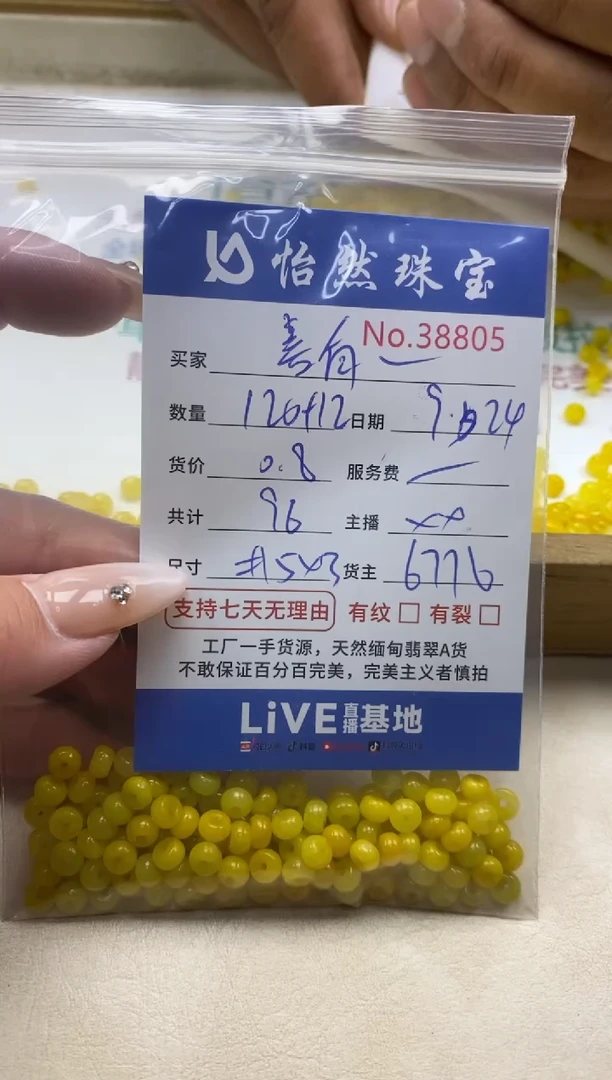 怡然珠宝
No.38805
买家
数量 120+12 日期 9.24
货价 0.8 服务费
共计 96 主播 xx
尺寸 #5x3 货主 6776
支持七天无理由 有纹 □ 有裂 □
工厂一手货源，天然缅甸翡翠A货
不敢保证百分百完美，完美主义者慎拍
LiVE直播基地